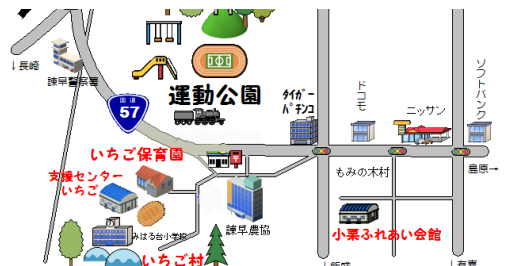 ↓長崎
諫早警察署
国道
57
運動公園
タイガー
パチンコ
ドコモ
ニッサン
ソフトバンク
いちご保育園
支援センター
いちご
もみの木村
島原→
みはる台小学校
諫早農協
小栗ふれあい会館
いちご村
↓飯盛
↓有喜